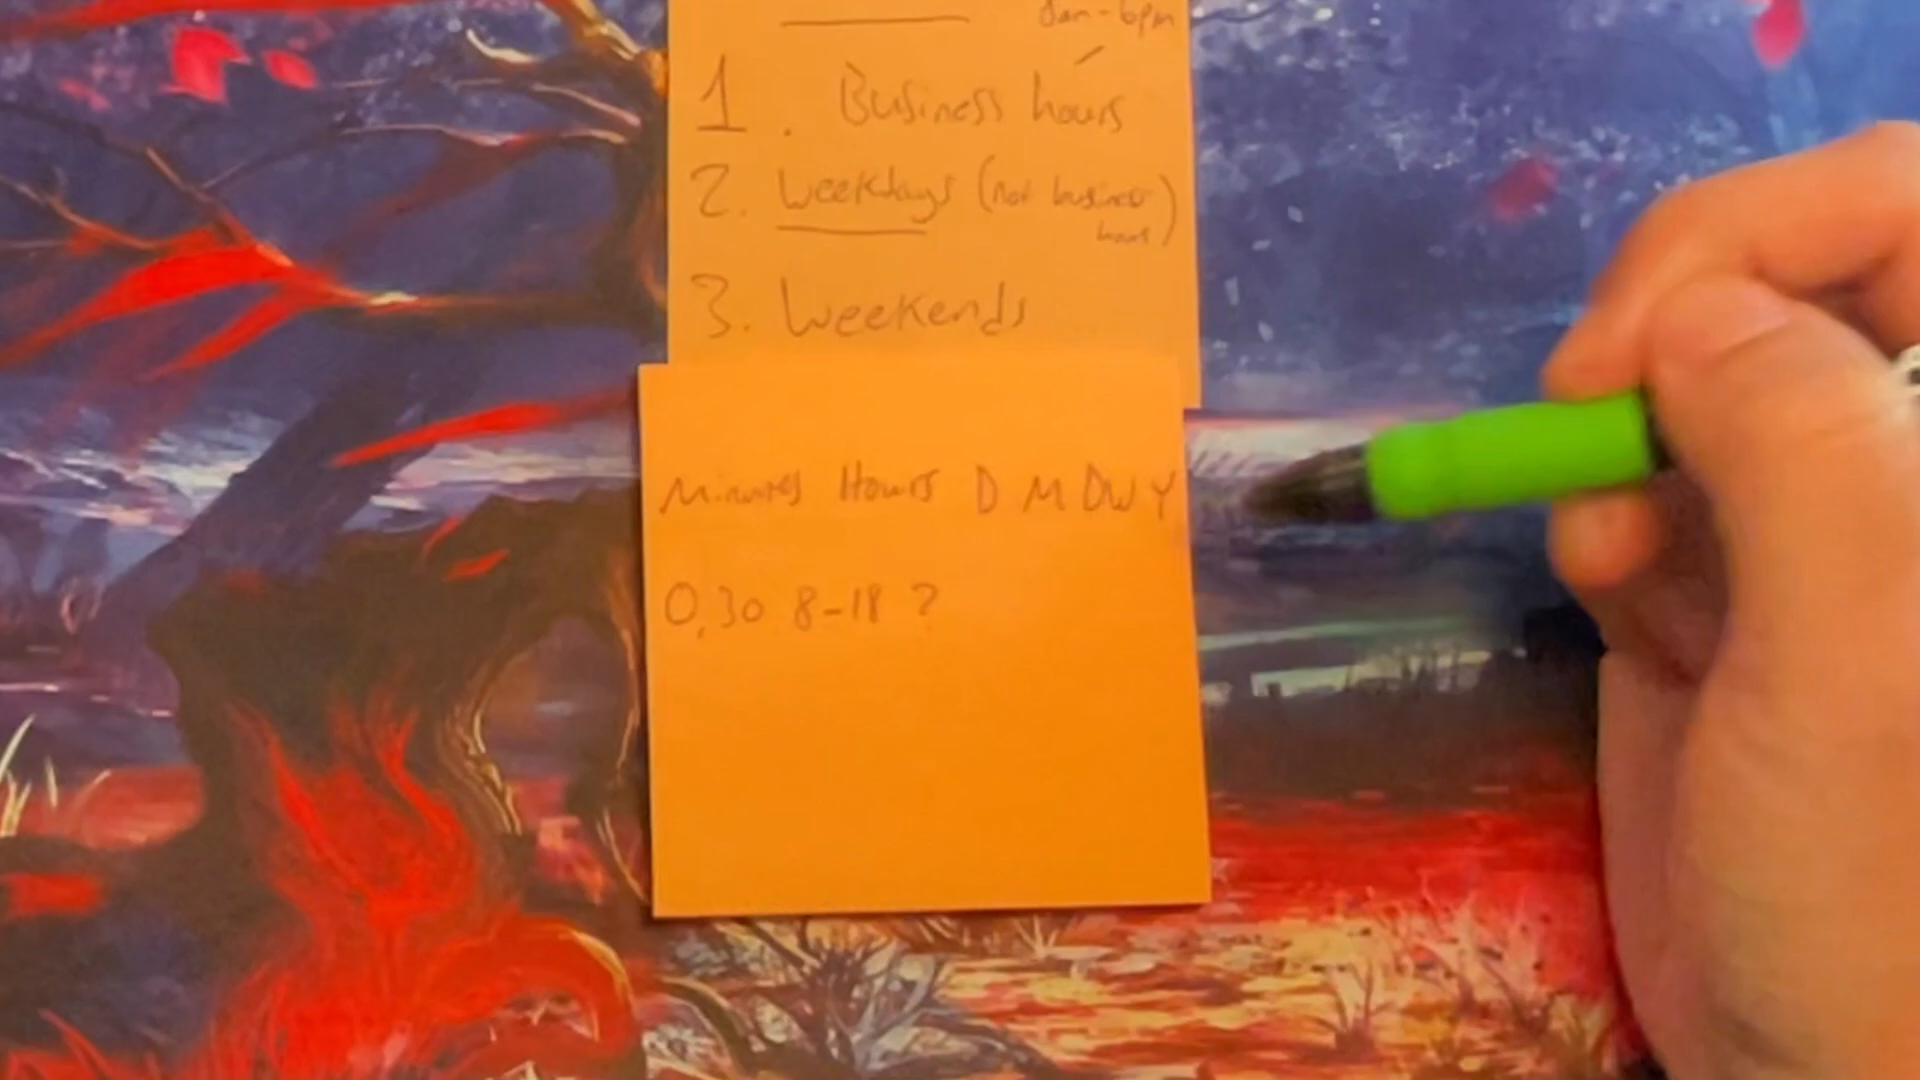 8am-6pm
1. Business hours
2. Weekdays (not business
hours)
3. Weekends
Minutes Hours D M DW Y
0,30 8-18 ?